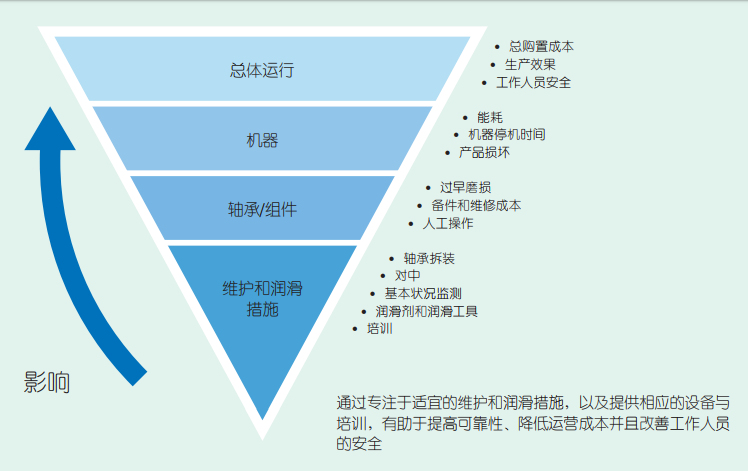 总体运行
• 总购置成本
• 生产效果
• 工作人员安全
机器
• 能耗
• 机器停机时间
• 产品损坏
轴承/组件
• 过早磨损
• 备件和维修成本
• 人工操作
维护和润滑
措施
• 轴承拆装
• 对中
• 基本状况监测
• 润滑剂和润滑工具
• 培训
影响
通过专注于适宜的维护和润滑措施，以及提供相应的设备与
培训，有助于提高可靠性、降低运营成本并且改善工作人员
的安全